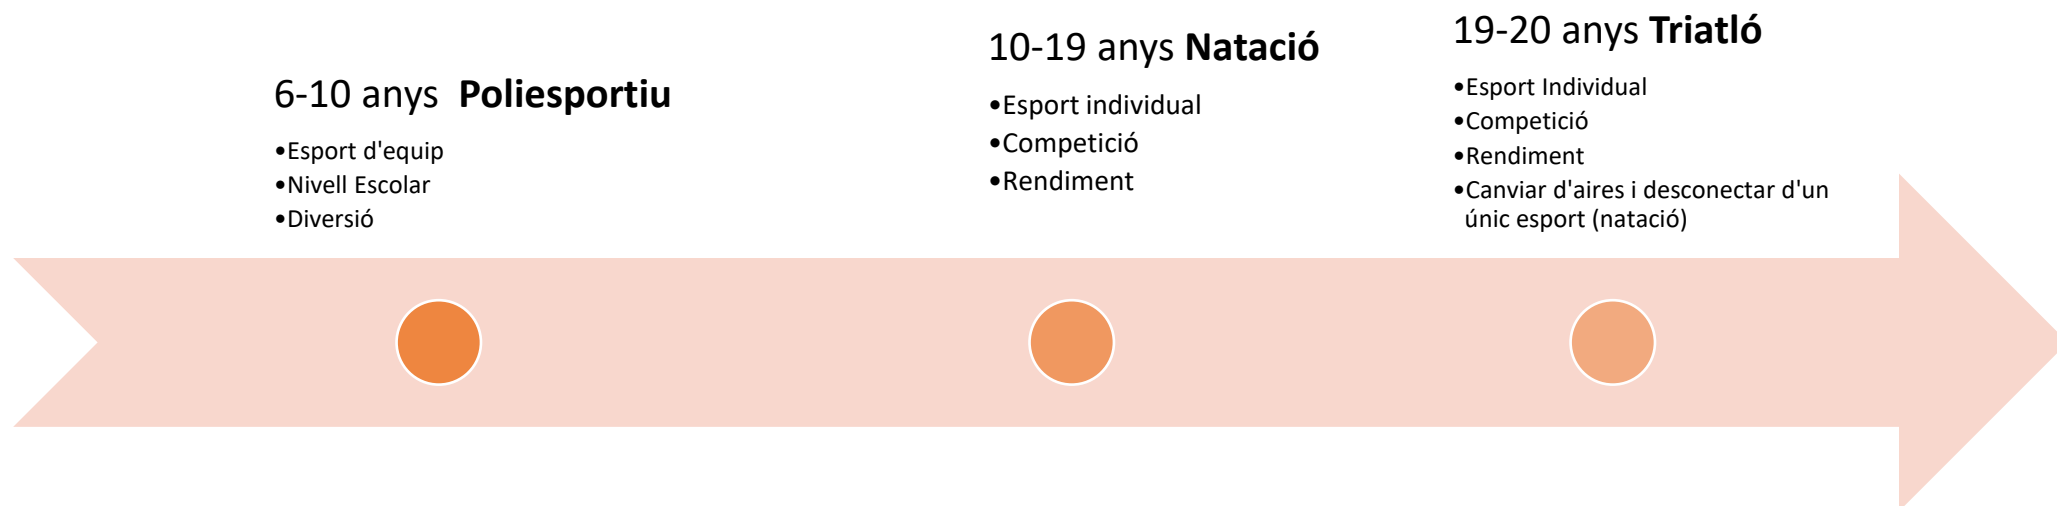 6-10 anys Poliesportiu
•Esport d'equip
•Nivell Escolar
•Diversió
10-19 anys Natació
•Esport individual
•Competició
•Rendiment
19-20 anys Triatló
•Esport Individual
•Competició
•Rendiment
•Canviar d'aires i desconectar d'un
únic esport (natació)